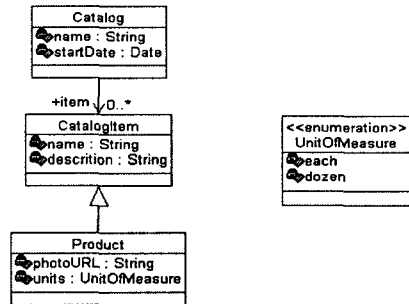 Catalog
name : String
startDate : Date
+item 0..*
CatalogItem
name : String
descrition : String
<<enumeration>>
UnitOfMeasure
each
dozen
Product
photoURL : String
units : UnitOfMeasure